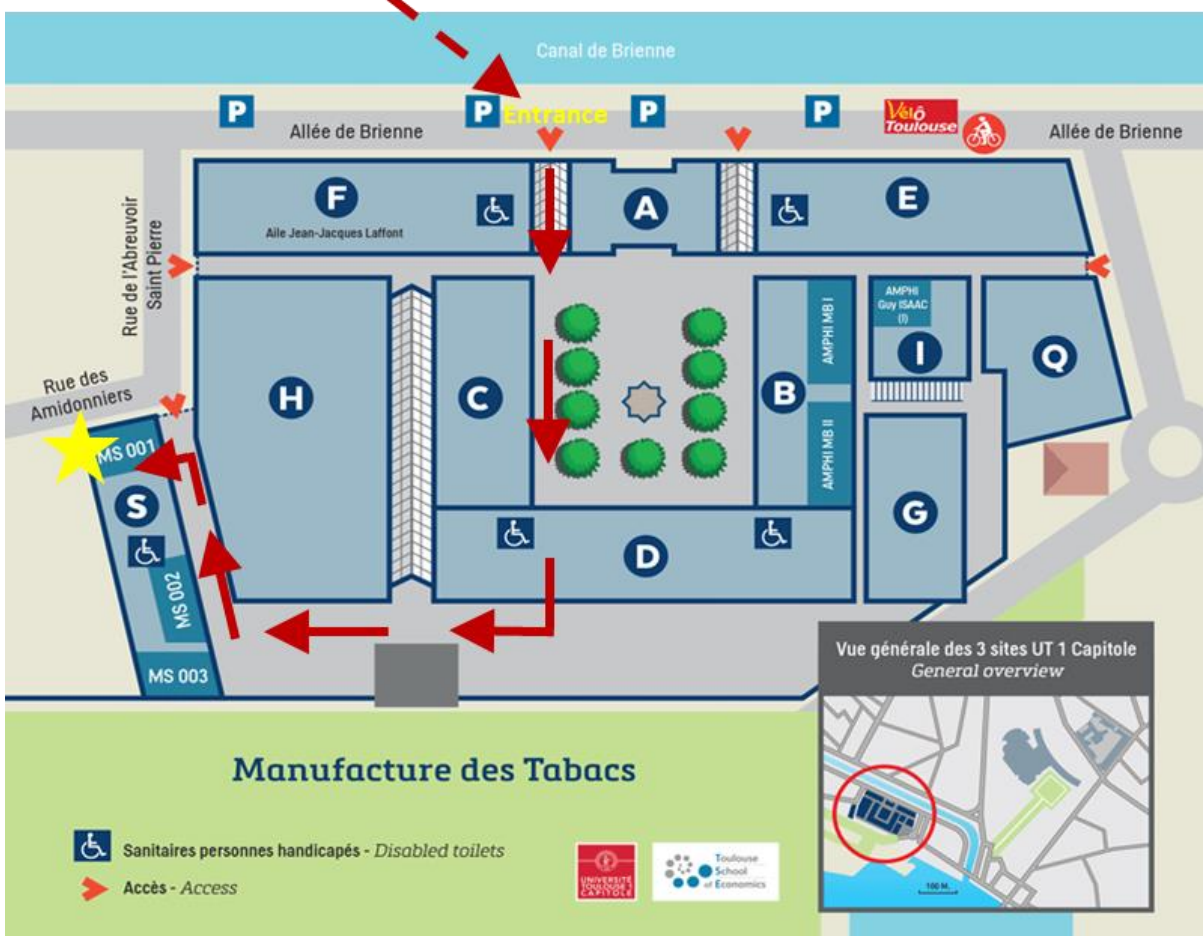 Canal de Brienne
P
P
Entrance
P
P
Vélô
Toulouse
Allée de Brienne
Allée de Brienne
F
Aile Jean-Jacques Laffont
A
E
Rue de l'Abreuvoir
Saint Pierre
AMPHI
Guy ISAAC
(I)
I
AMPHI MB I
Q
H
C
B
AMPHI MB II
Rue des
Amidonniers
MS 001
S
MS 002
MS 003
D
G
Vue générale des 3 sites UT 1 Capitole
General overview
100 M.
Manufacture des Tabacs
Sanitaires personnes handicapés - Disabled toilets
Accès - Access
UNIVERSITÉ
TOULOUSE 1
CAPITOLE
Toulouse
School
of Economics